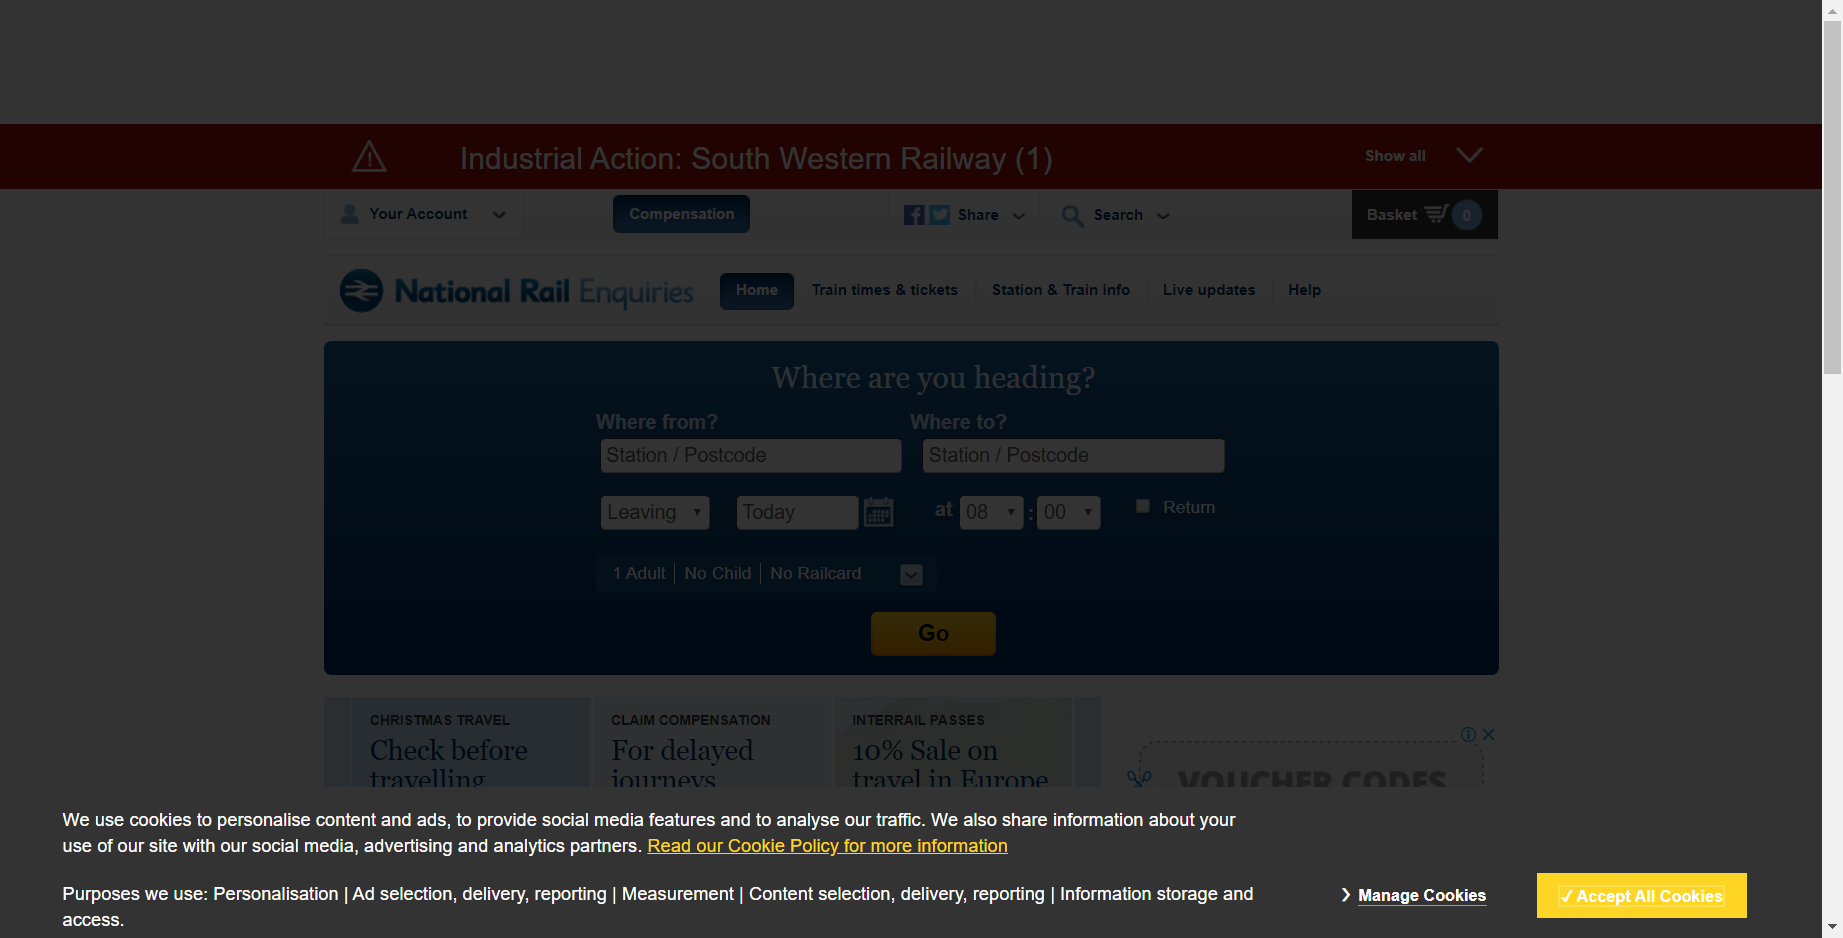 Industrial Action: South Western Railway (1)
Show all
Your Account
Compensation
Share
Search
Basket
0
National Rail Enquiries
Home
Train times & tickets
Station & Train info
Live updates
Help
Where are you heading?
Where from?
Where to?
Station / Postcode
Station / Postcode
Leaving
Today
at
08
:
00
Return
1 Adult
No Child
No Railcard
Go
CHRISTMAS TRAVEL
Check before
travelling
CLAIM COMPENSATION
For delayed
journeys
INTERRAIL PASSES
10% Sale on
travel in Europe
VOUCHER CODES
We use cookies to personalise content and ads, to provide social media features and to analyse our traffic. We also share information about your
use of our site with our social media, advertising and analytics partners. Read our Cookie Policy for more information
Purposes we use: Personalisation | Ad selection, delivery, reporting | Measurement | Content selection, delivery, reporting | Information storage and
access.
Manage Cookies
✓ Accept All Cookies